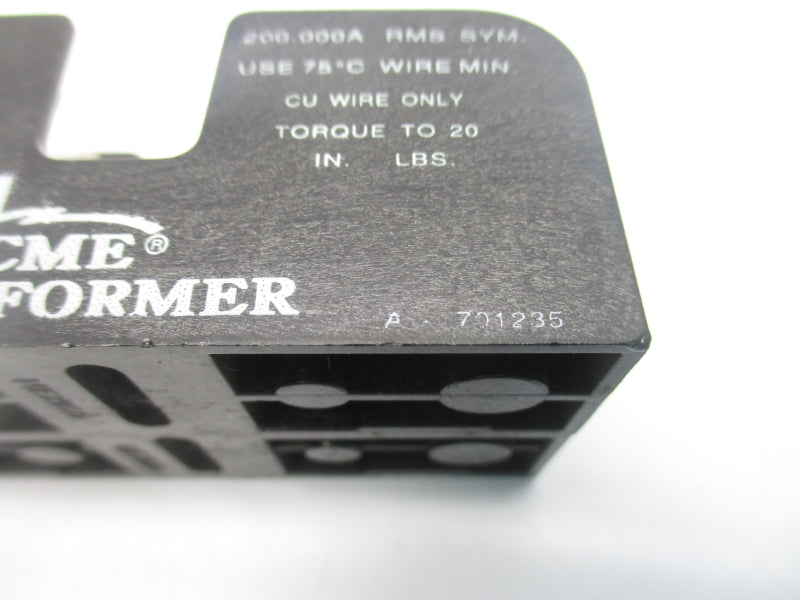 200.000A RMS SYM.
USE 75°C WIRE MIN.
CU WIRE ONLY
TORQUE TO 20
IN. LBS.
CME®
FORMER
A - 701235